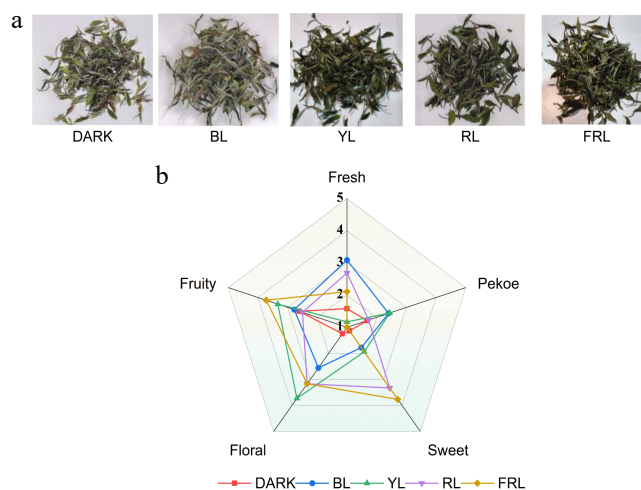 a
DARK BL YL RL FRL
b
Fresh
5
4
Fruity 3 Pekoe
2
1
Floral Sweet
DARK BL YL RL FRL